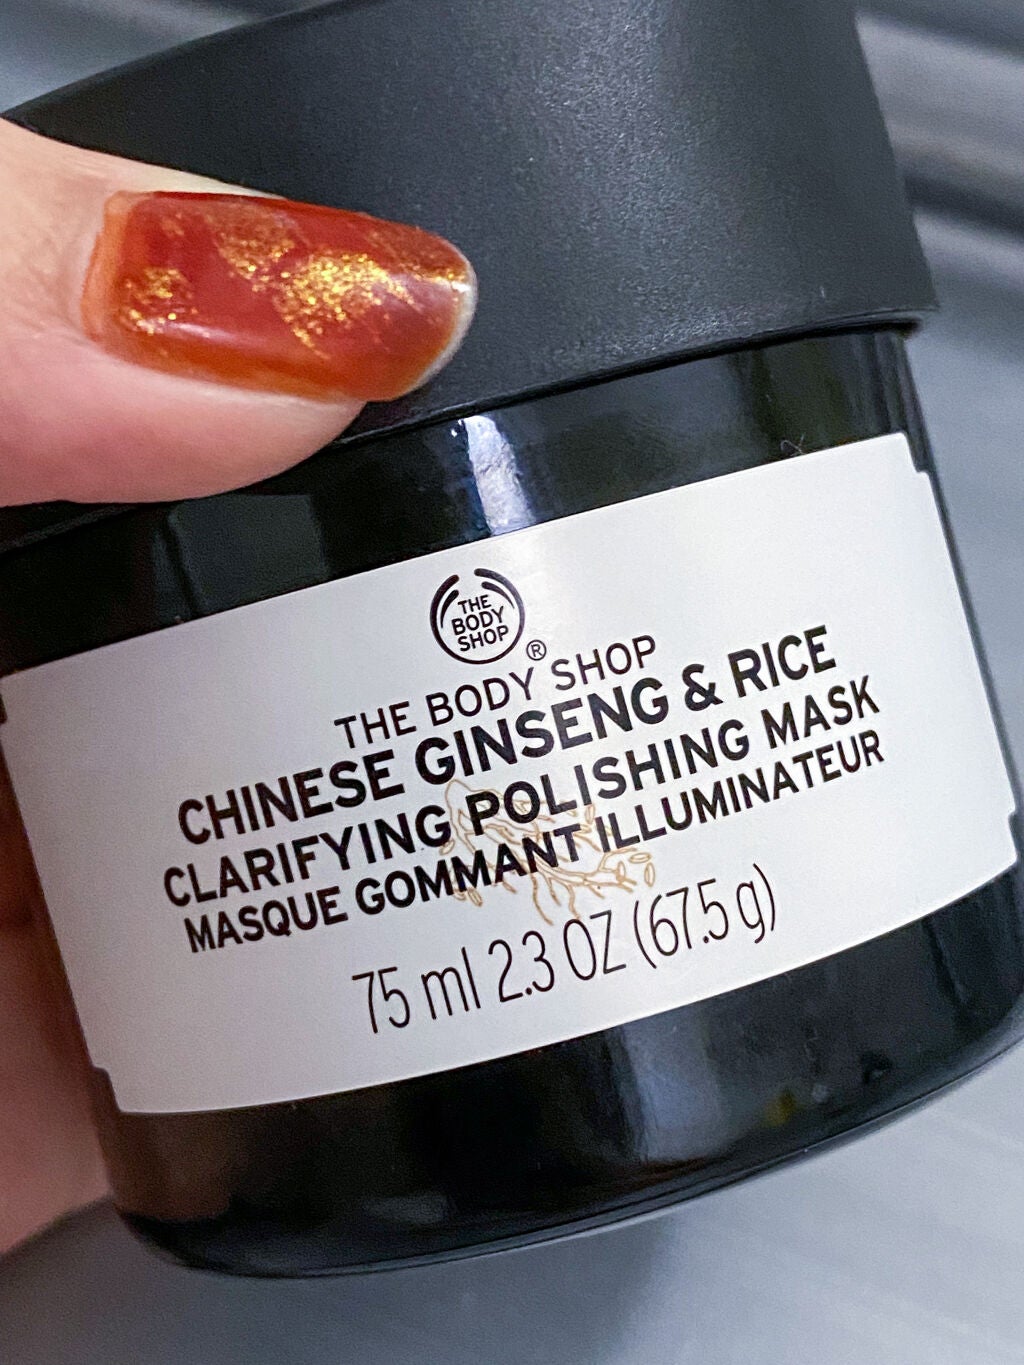 THE
BODY
SHOP
®
THE BODY SHOP
CHINESE GINSENG & RICE
CLARIFYING POLISHING MASK
MASQUE GOMMANT ILLUMINATEUR
75 ml 2.3 OZ (67.5 g)